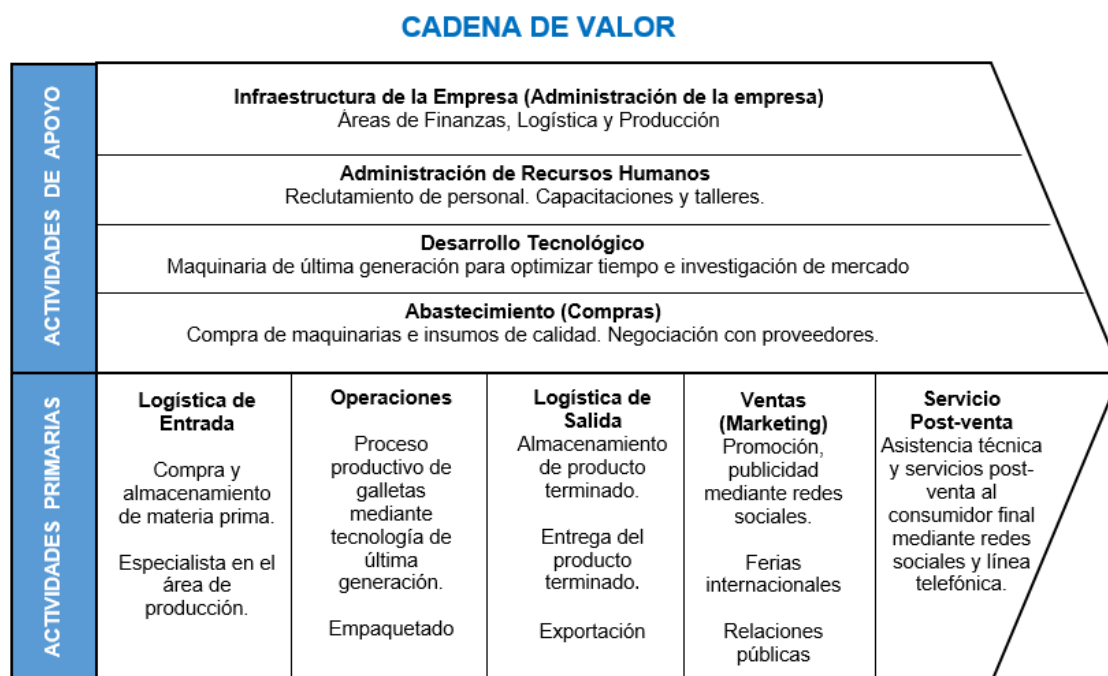 CADENA DE VALOR
ACTIVIDADES DE APOYO
Infraestructura de la Empresa (Administración de la empresa)
Áreas de Finanzas, Logística y Producción
Administración de Recursos Humanos
Reclutamiento de personal. Capacitaciones y talleres.
Desarrollo Tecnológico
Maquinaria de última generación para optimizar tiempo e investigación de mercado
Abastecimiento (Compras)
Compra de maquinarias e insumos de calidad. Negociación con proveedores.
ACTIVIDADES PRIMARIAS
Logística de
Entrada
Compra y
almacenamiento
de materia prima.
Especialista en el
área de
producción.
Operaciones
Proceso
productivo de
galletas
mediante
tecnología de
última
generación.
Empaquetado
Logística de
Salida
Almacenamiento
de producto
terminado.
Entrega del
producto
terminado.
Exportación
Ventas
(Marketing)
Promoción,
publicidad
mediante redes
sociales.
Ferias
internacionales
Relaciones
públicas
Servicio
Post-venta
Asistencia técnica
y servicios post-
venta al
consumidor final
mediante redes
sociales y línea
telefónica.